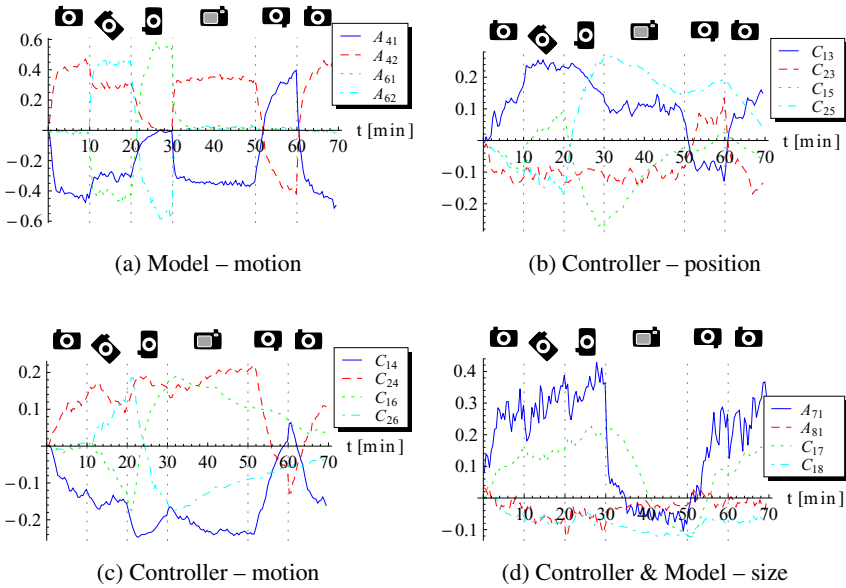 0.6
0.4
0.2
−0.2
−0.4
−0.6
10 20 30 40 50 60 70
t [min]
A41
A42
A61
A62
(a) Model – motion
0.2
0.1
−0.1
−0.2
10 20 30 40 50 60 70
t [min]
C13
C23
C15
C25
(b) Controller – position
0.2
0.1
−0.1
−0.2
10 20 30 40 50 60 70
t [min]
C14
C24
C16
C26
(c) Controller – motion
0.4
0.3
0.2
0.1
−0.1
10 20 30 40 50 60 70
t [min]
A71
A81
C17
C18
(d) Controller & Model – size